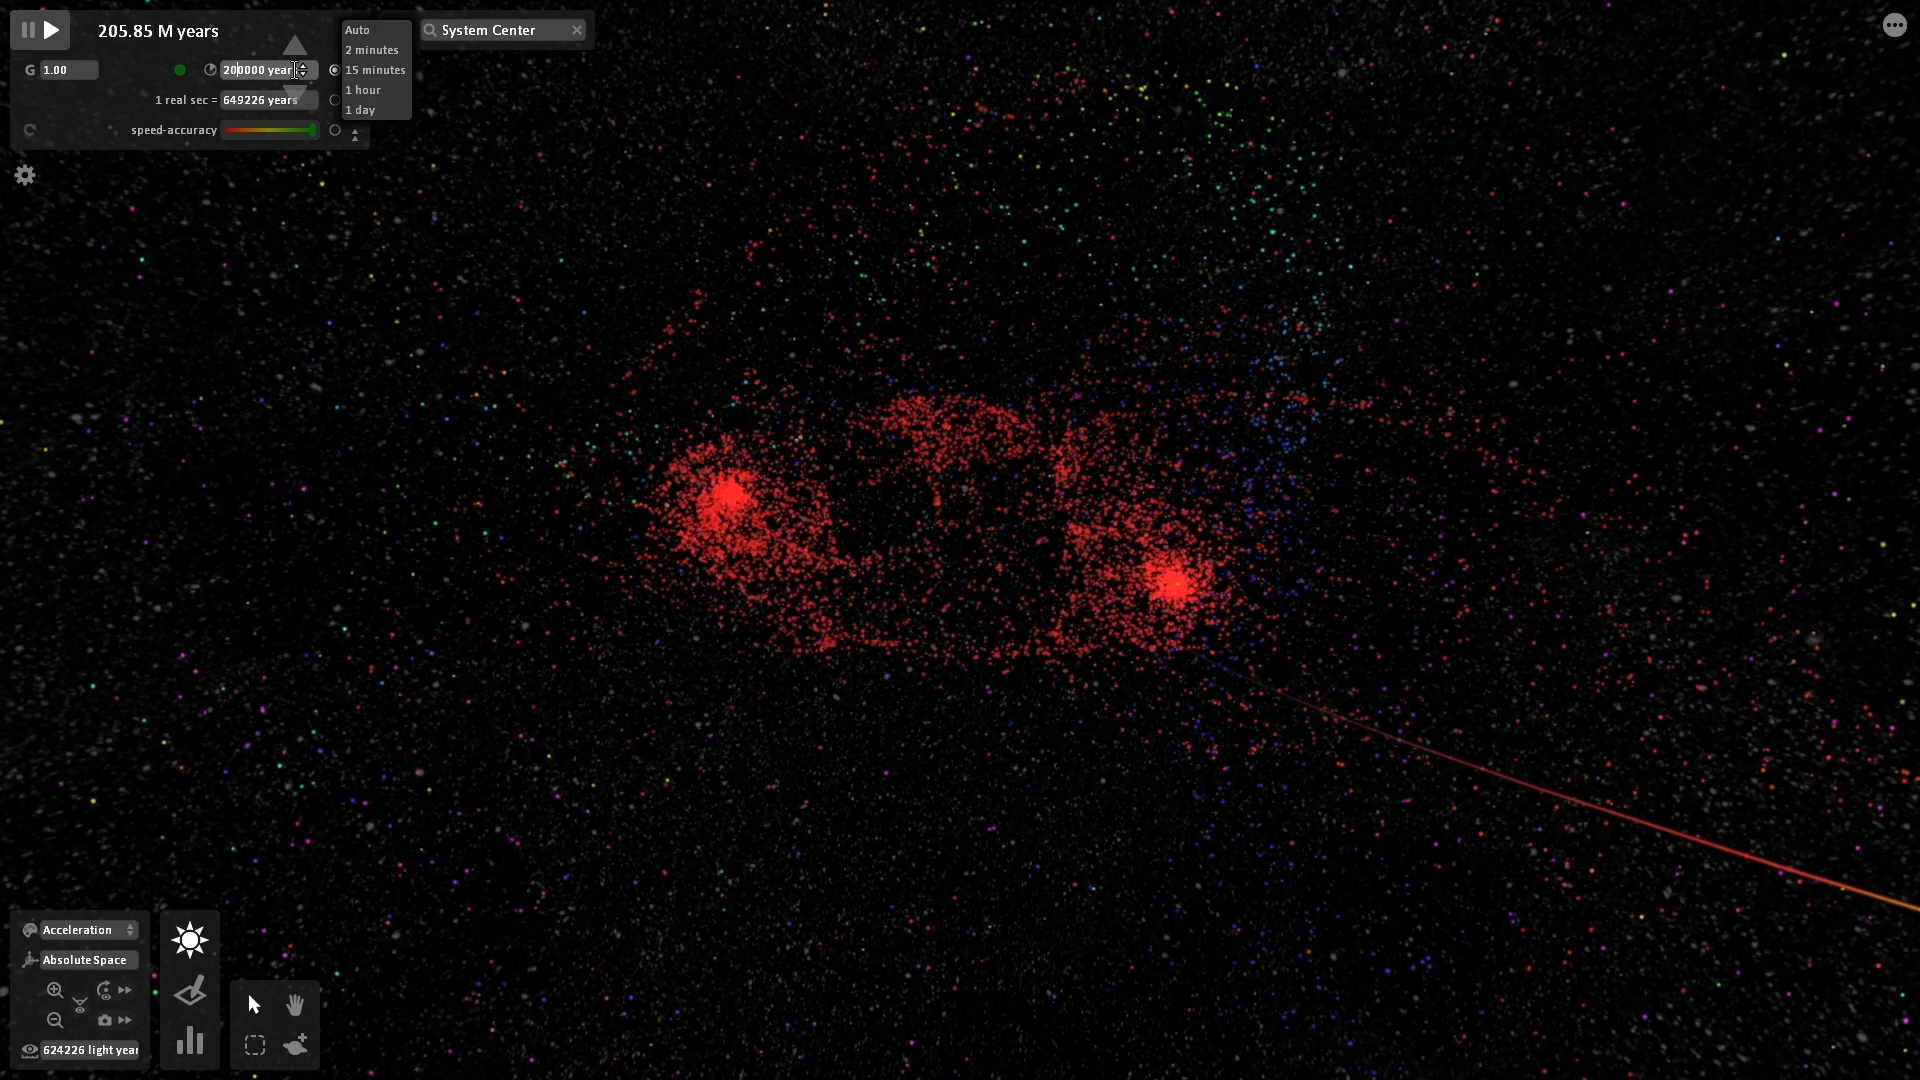 205.85 M years
System Center
Auto
2 minutes
15 minutes
1 hour
1 day
G 1.00
200000 year
1 real sec = 649226 years
speed-accuracy
Acceleration
Absolute Space
624226 light year